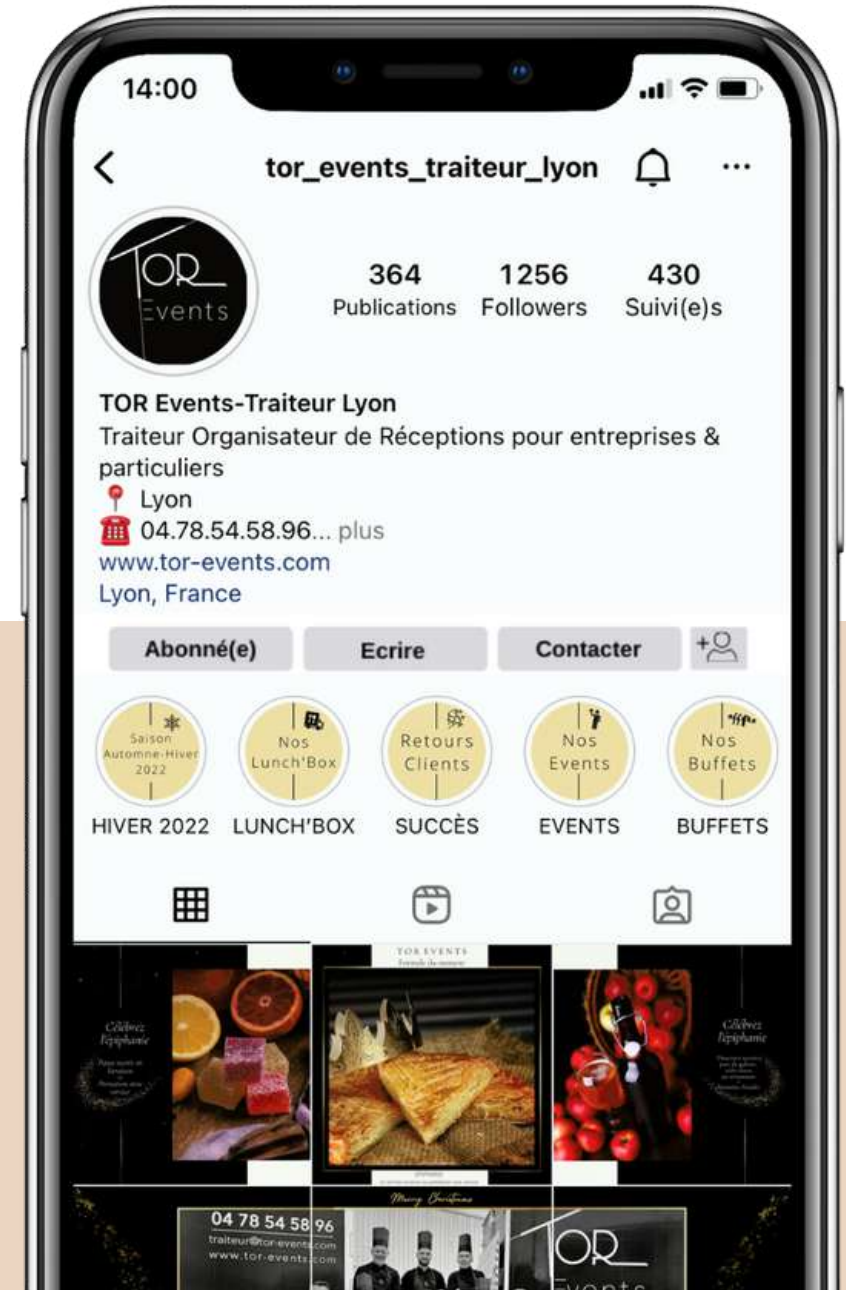 14:00
tor_events_traiteur_lyon
TOR
Events
364 1256 430
Publications Followers Suivi(e)s
TOR Events-Traiteur Lyon
Traiteur Organisateur de Réceptions pour entreprises &
particuliers
Lyon
04.78.54.58.96... plus
www.tor-events.com
Lyon, France
Abonné(e) Ecrire Contacter
Saison
Automne-Hiver
2022
Nos
Lunch'Box
Retours
Clients
Nos
Events
Nos
Buffets
HIVER 2022 LUNCH'BOX SUCCÈS EVENTS BUFFETS
TOR EVENTS
Formule du moment
Célébrez
l'épiphanie
Célébrez
l'épiphanie
Merry Christmas
04 78 54 58 96
traiteur@tor-events.com
www.tor-events.com
TOR
Events